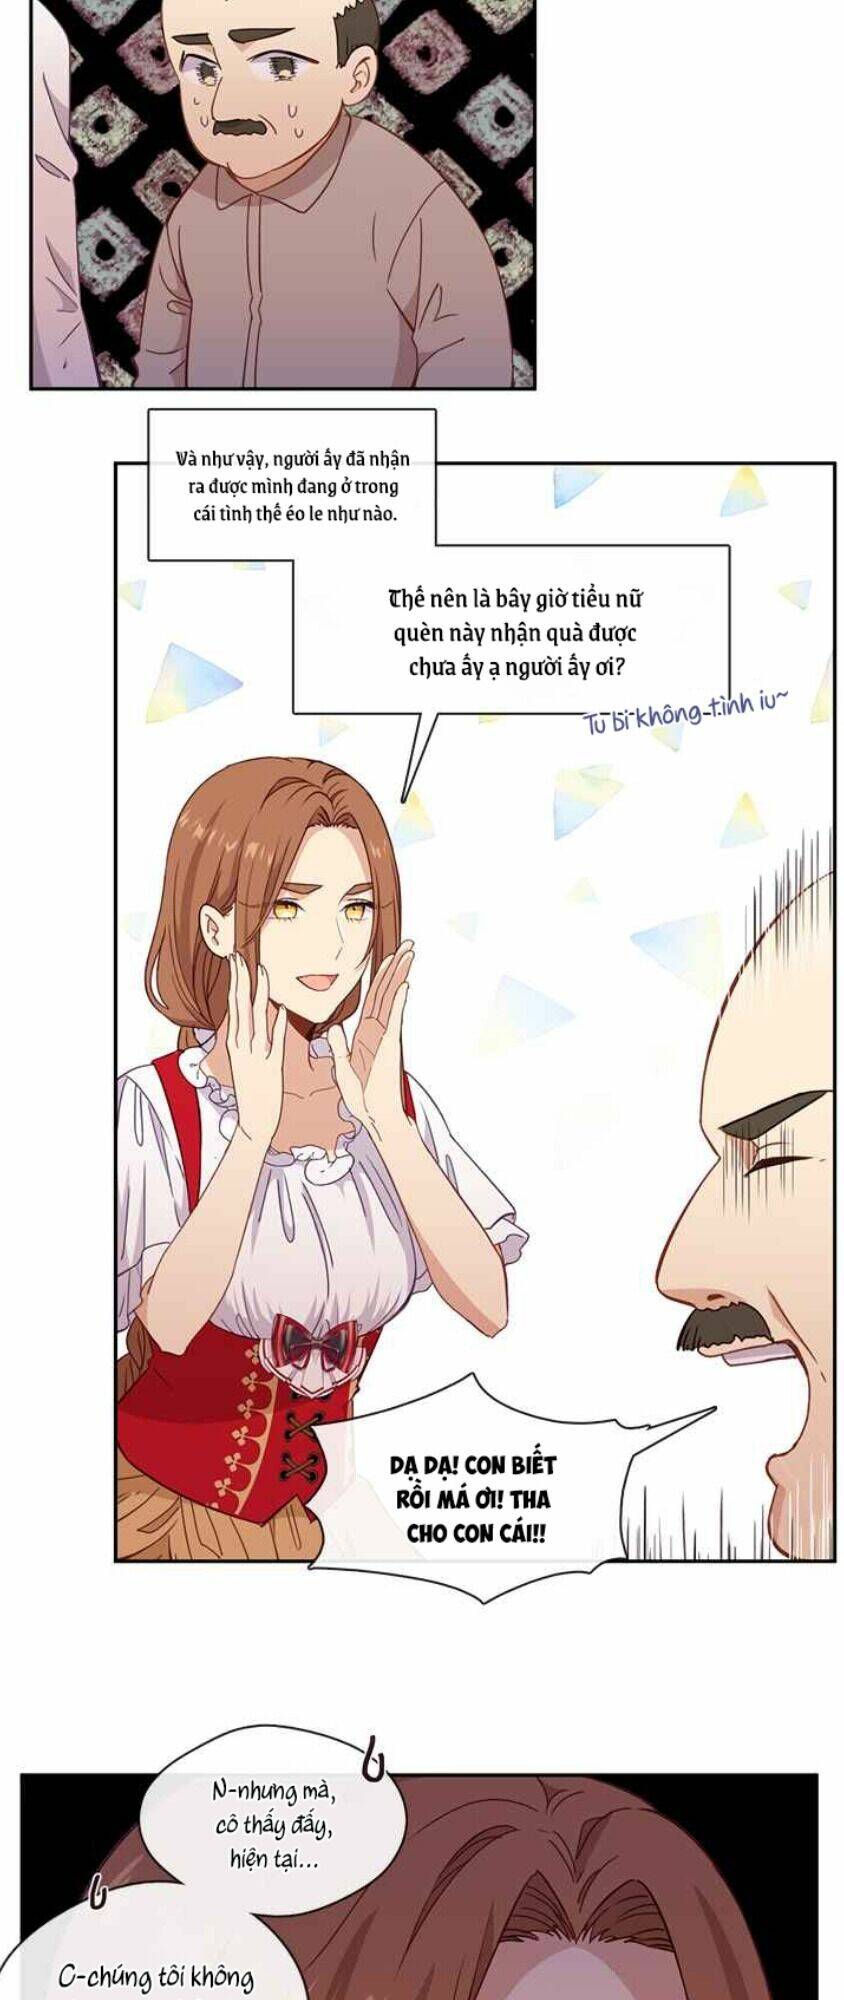 Và như vậy, người ấy đã nhận
ra được mình đang ở trong
cái tình thế éo le như nào.
Thế nên là bây giờ tiểu nữ
quèn này nhận quà được
chưa ấy ạ người ấy ơi?
Tu bi không tình iu~
DẠ DẠ! CON BIẾT
RỒI MÁ ƠI! THA
CHO CON CÁI!!
N-nhưng mà,
cô thấy đấy,
hiện tại...
C-chúng tôi không